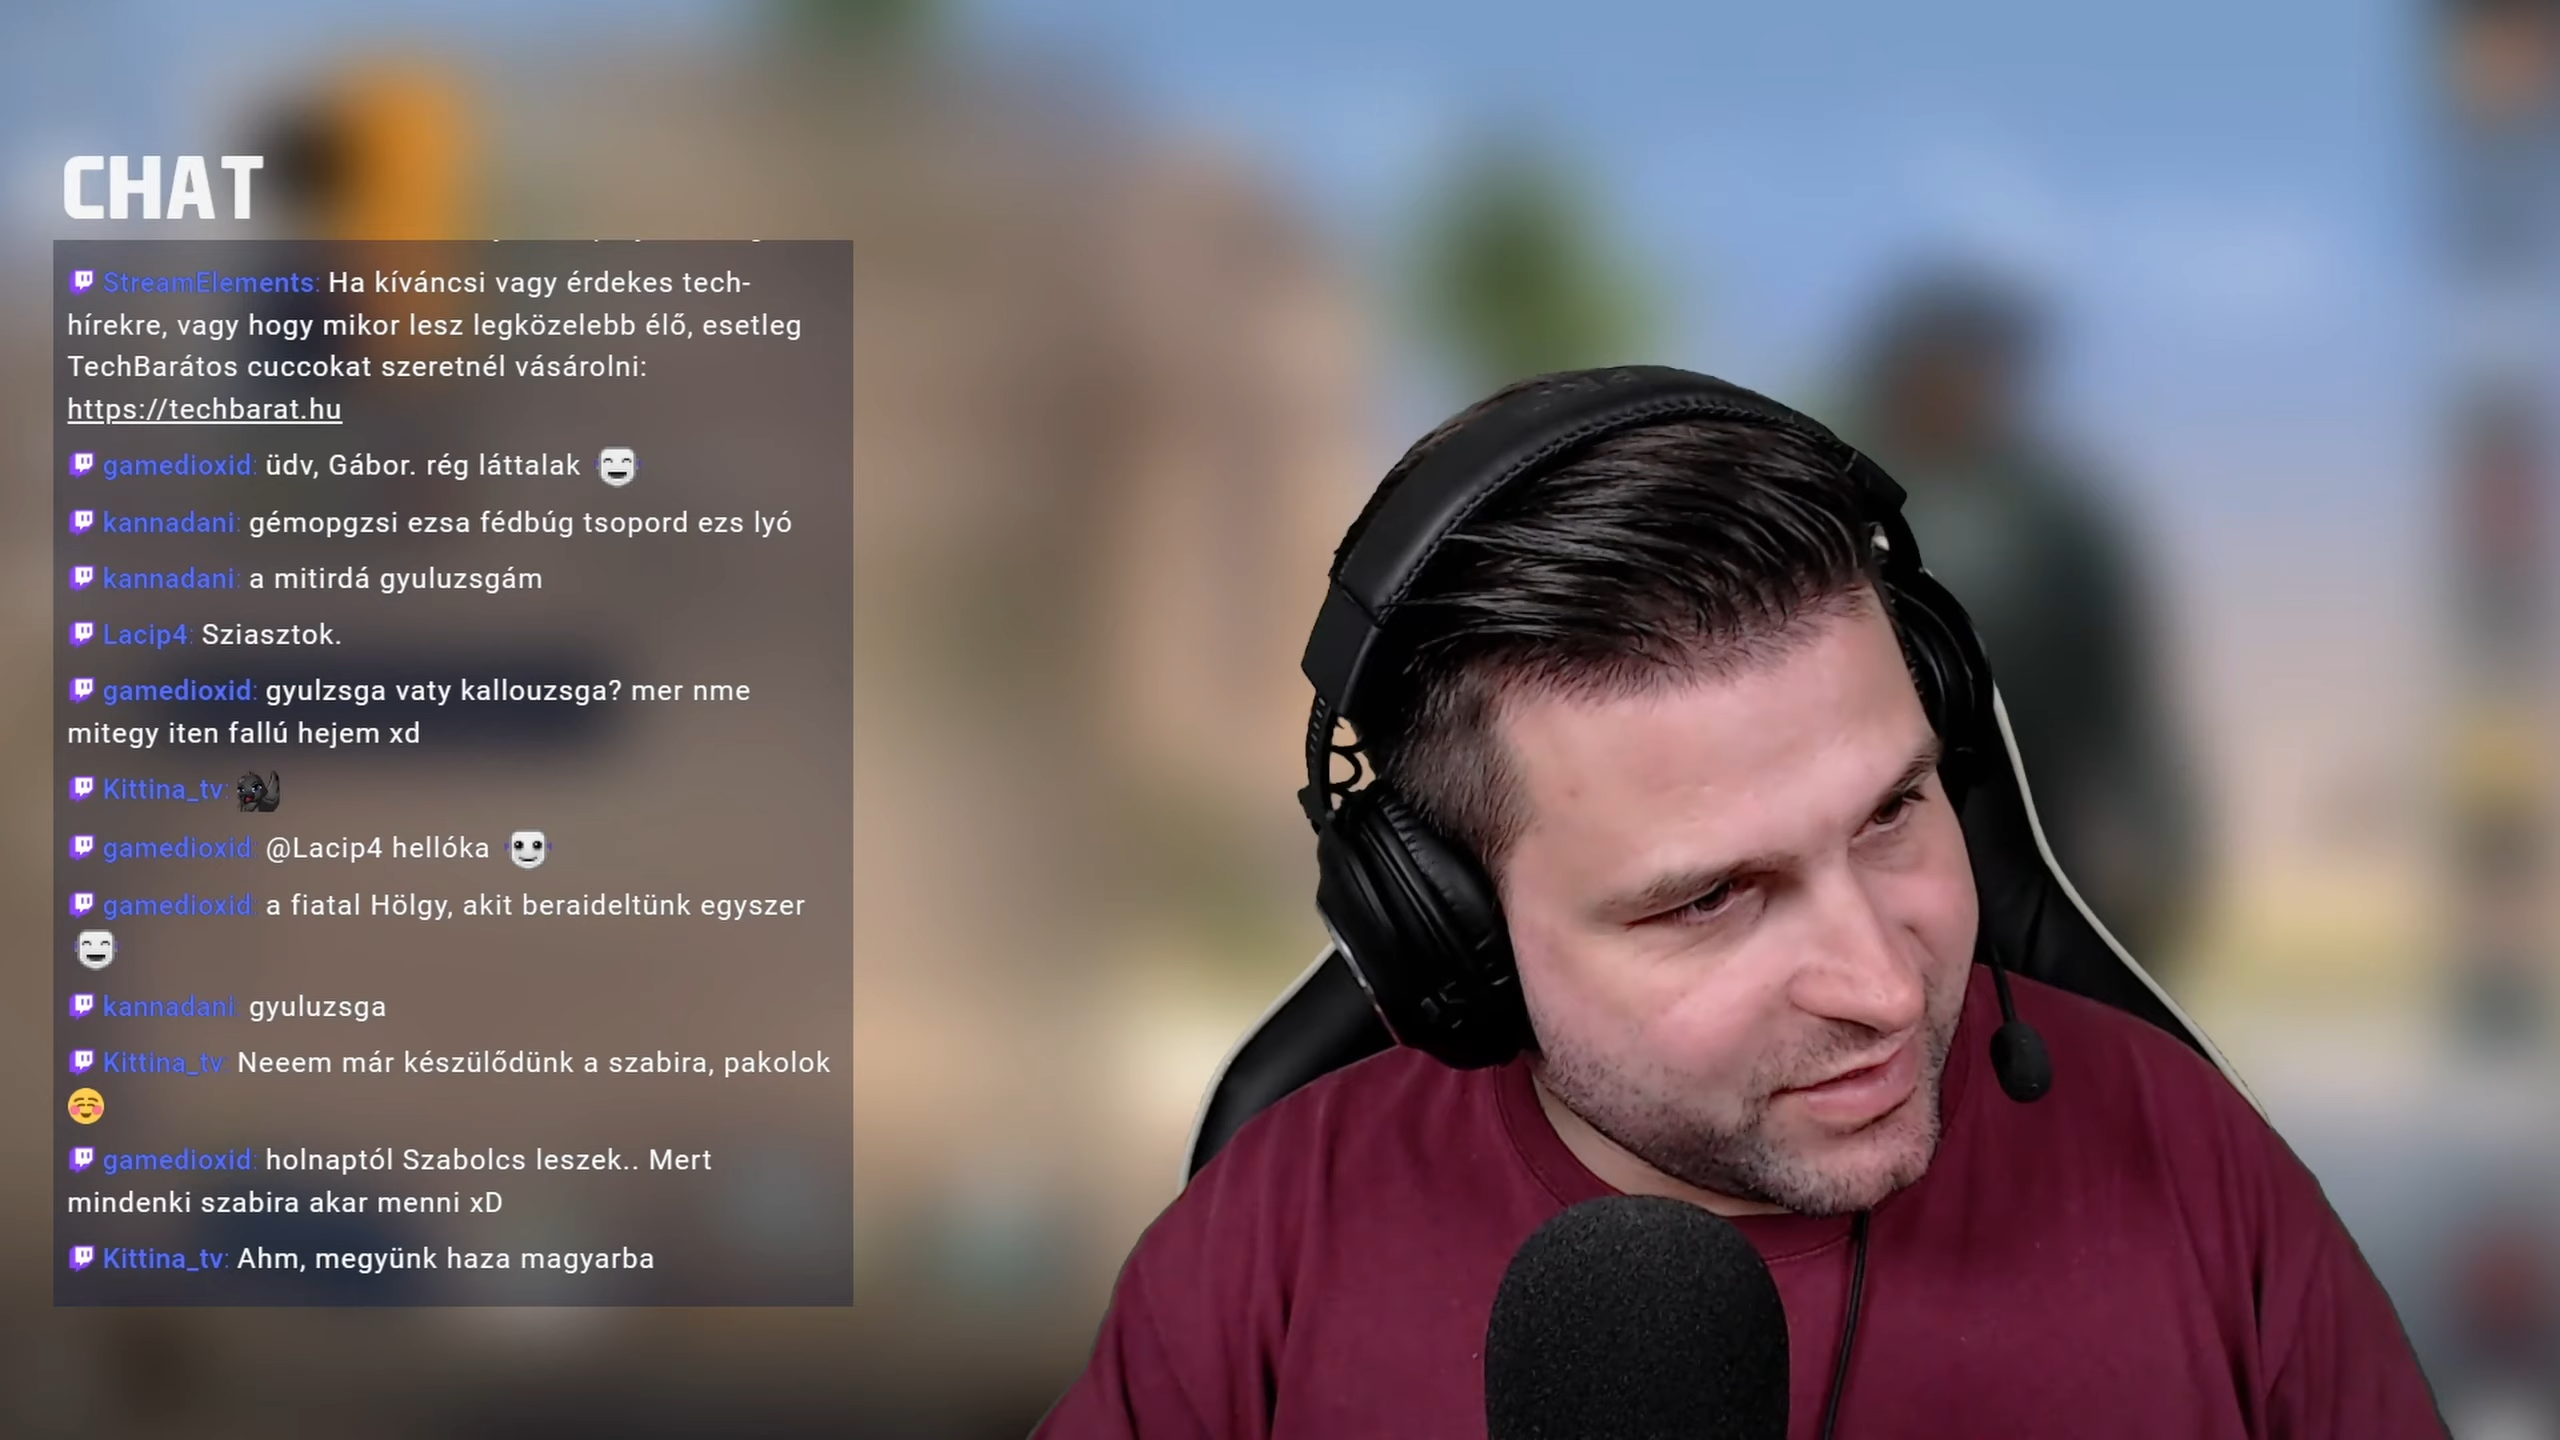 CHAT
StreamElements: Ha kíváncsi vagy érdekes tech-
hírekre, vagy hogy mikor lesz legközelebb élő, esetleg
TechBarátos cuccokat szeretnél vásárolni:
https://techbarat.hu
gamedioxid: üdv, Gábor. rég láttalak
kannadani: gémopgzsi ezsa fédbúg tsopord ezs lyó
kannadani: a mitirdá gyuluzsgám
Lacip4: Sziasztok.
gamedioxid: gyulzsga vaty kallouzsga? mer nme
mitegy iten fallú hejem xd
Kittina_tv:
gamedioxid: @Lacip4 hellóka
gamedioxid: a fiatal Hölgy, akit beraideltünk egyszer
kannadani: gyuluzsga
Kittina_tv: Neeem már készülődünk a szabira, pakolok
gamedioxid: holnaptól Szabolcs leszek.. Mert
mindenki szabira akar menni xD
Kittina_tv: Ahm, megyünk haza magyarba